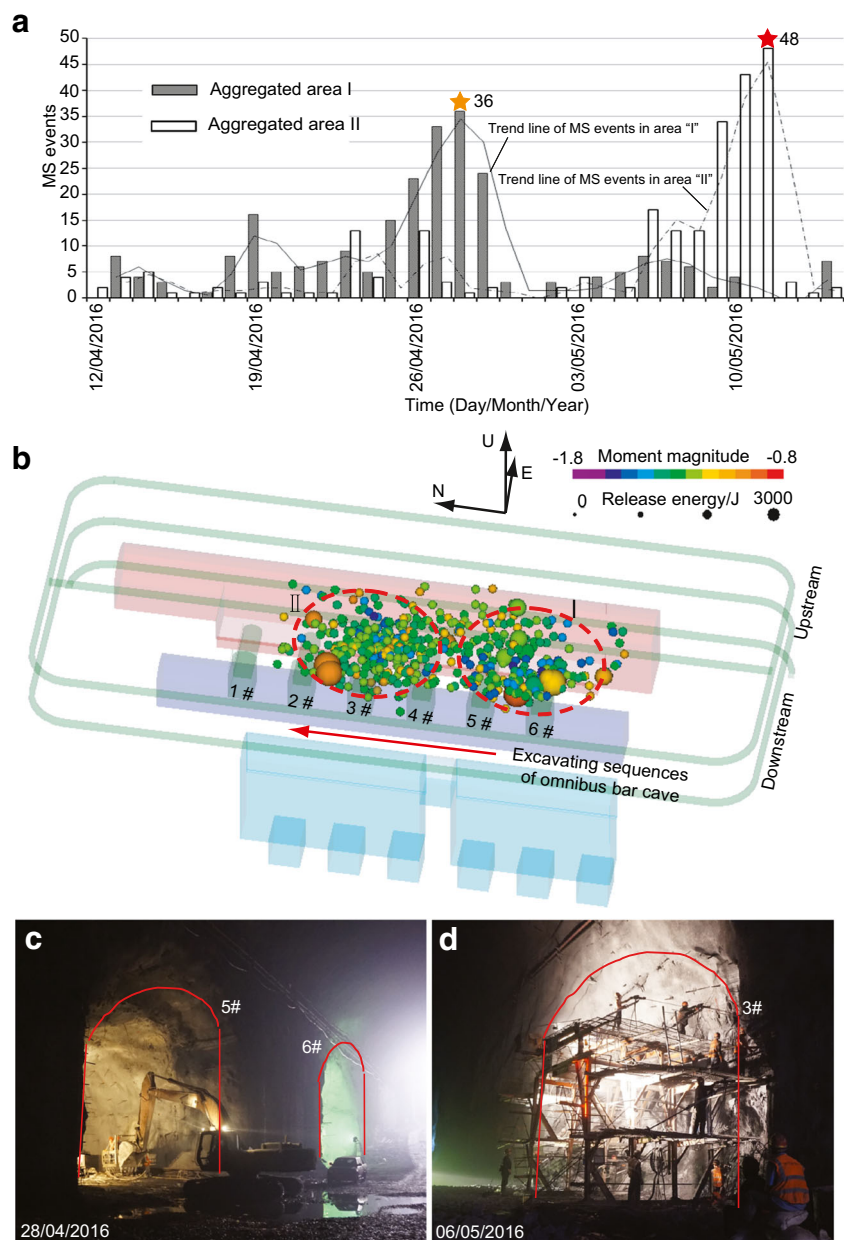 a
50
45
40
35
30
25
20
15
10
5
0
MS events
Aggregated area I
Aggregated area II
36
48
Trend line of MS events in area “I”
Trend line of MS events in area “II”
12/04/2016
19/04/2016
26/04/2016
03/05/2016
10/05/2016
Time (Day/Month/Year)
b
U
E
N
-1.8 Moment magnitude -0.8
0 Release energy/J 3000
II
I
Upstream
Downstream
1 #
2 #
3 #
4 #
5 #
6 #
Excavating sequences
of omnibus bar cave
c
5#
6#
28/04/2016
d
3#
06/05/2016